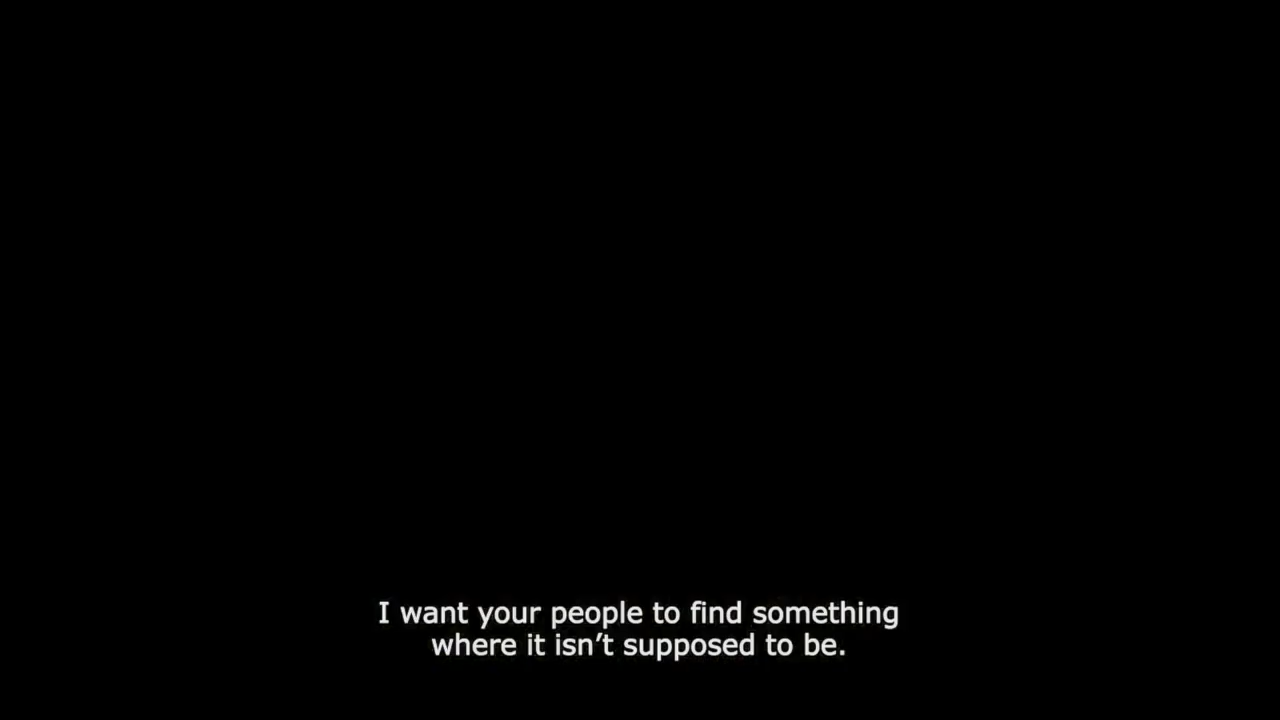 I want your people to find something
where it isn’t supposed to be.